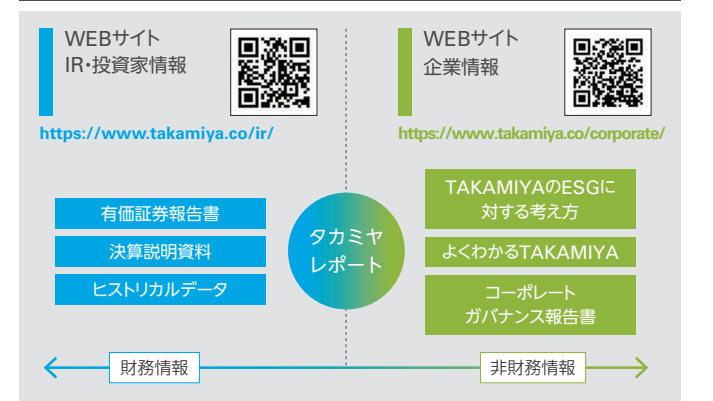 WEBサイト
IR・投資家情報
https://www.takamiya.co/ir/
WEBサイト
企業情報
https://www.takamiya.co/corporate/
有価証券報告書
決算説明資料
ヒストリカルデータ
タカミヤ
レポート
TAKAMIYAのESGに
対する考え方
よくわかるTAKAMIYA
コーポレート
ガバナンス報告書
財務情報
非財務情報